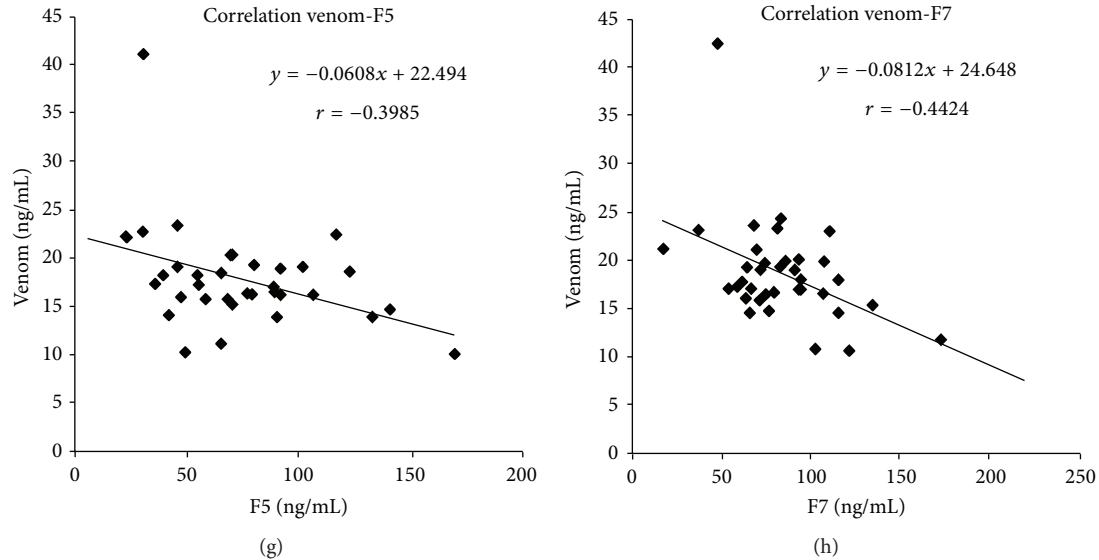 Correlation venom-F5
y = −0.0608x + 22.494
r = −0.3985
Venom (ng/mL)
45
40
35
30
25
20
15
10
5
0
0 50 100 150 200
F5 (ng/mL)
(g)
Correlation venom-F7
y = −0.0812x + 24.648
r = −0.4424
Venom (ng/mL)
45
40
35
30
25
20
15
10
5
0
0 50 100 150 200 250
F7 (ng/mL)
(h)